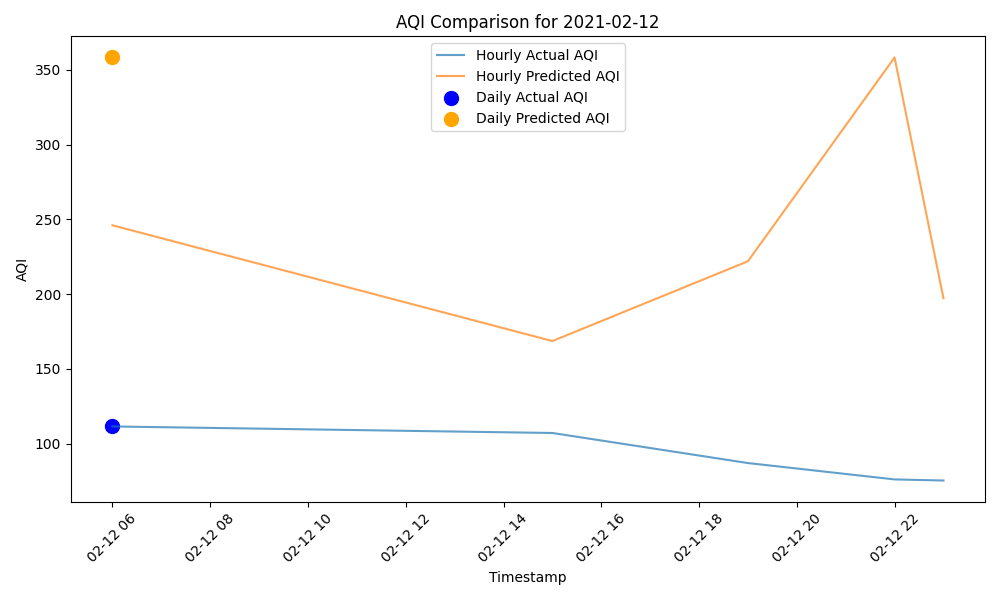 AQI Comparison for 2021-02-12
Hourly Actual AQI
Hourly Predicted AQI
Daily Actual AQI
Daily Predicted AQI
AQI
350
300
250
200
150
100
02-12 06
02-12 08
02-12 10
02-12 12
02-12 14
02-12 16
02-12 18
02-12 20
02-12 22
Timestamp